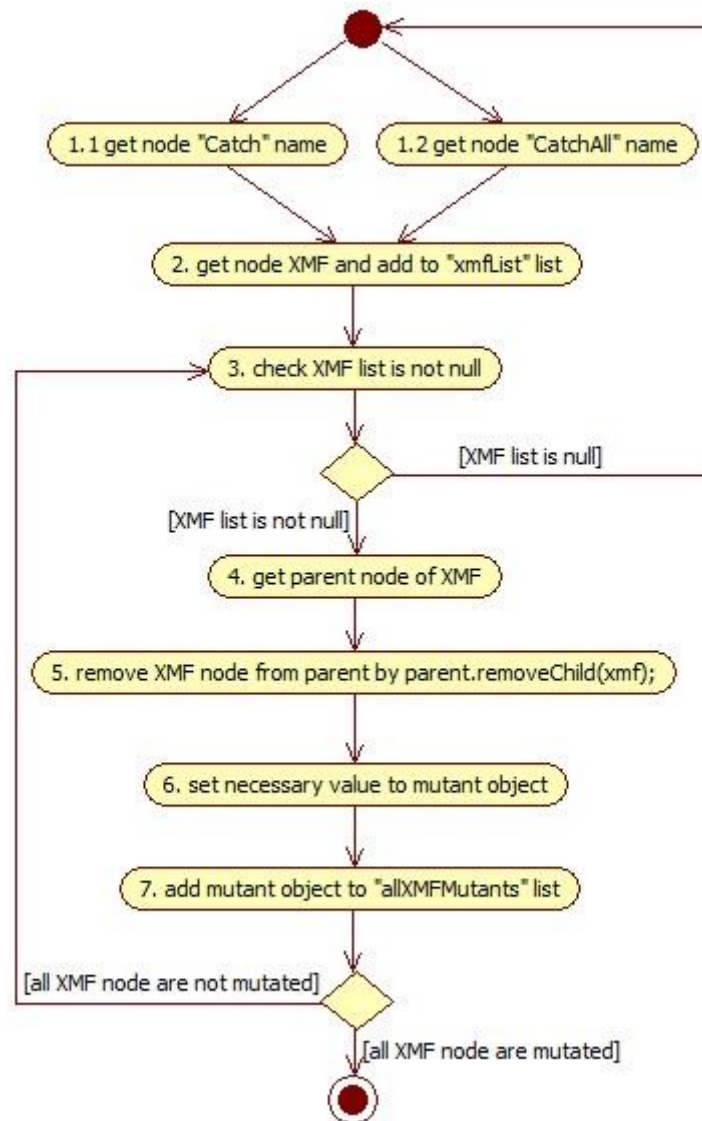 1.1 get node "Catch" name
1.2 get node "CatchAll" name
2. get node XMF and add to "xmfList" list
3. check XMF list is not null
[XMF list is null]
[XMF list is not null]
4. get parent node of XMF
5. remove XMF node from parent by parent.removeChild(xmf);
6. set necessary value to mutant object
7. add mutant object to "allXMFMutants" list
[all XMF node are not mutated]
[all XMF node are mutated]